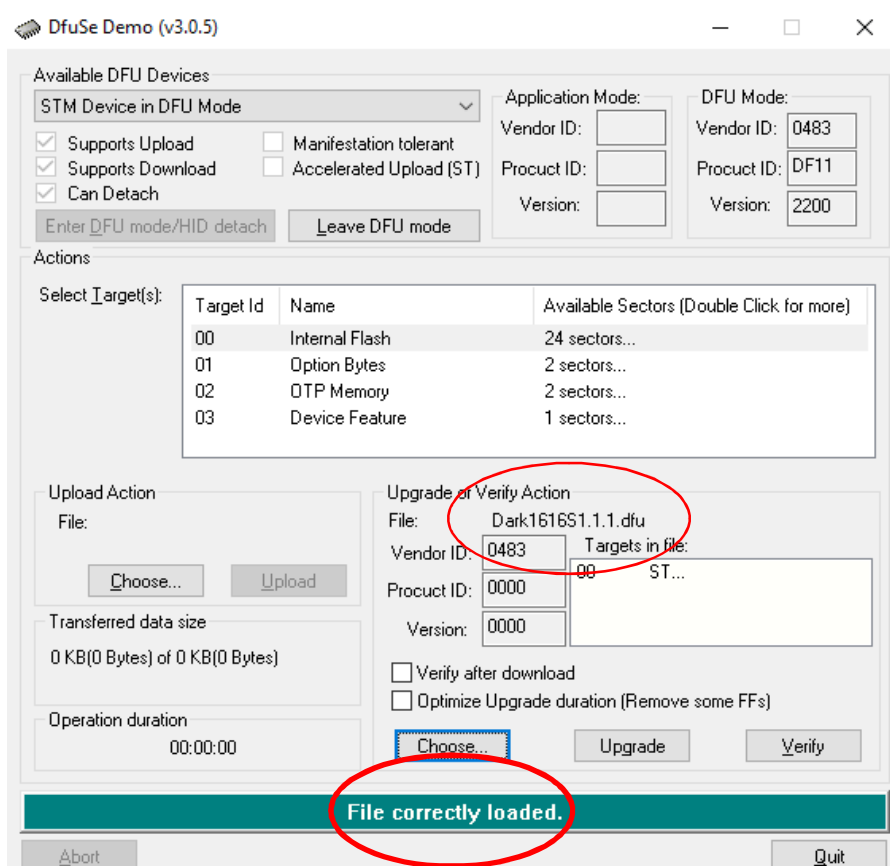 DfuSe Demo (v3.0.5)
Available DFU Devices
STM Device in DFU Mode
Supports Upload
Manifestation tolerant
Supports Download
Accelerated Upload (ST)
Can Detach
Enter DFU mode/HID detach
Leave DFU mode
Application Mode:
Vendor ID:
Procuct ID:
Version:
DFU Mode:
Vendor ID: 0483
Procuct ID: DF11
Version: 2200
Actions
Select Target(s):
Target Id Name Available Sectors (Double Click for more)
00 Internal Flash 24 sectors...
01 Option Bytes 2 sectors...
02 OTP Memory 2 sectors...
03 Device Feature 1 sectors...
Upload Action
File:
Choose... Upload
Transferred data size
0 KB(0 Bytes) of 0 KB(0 Bytes)
Operation duration
00:00:00
Upgrade or Verify Action
File: Dark1616S1.1.1.dfu
Vendor ID: 0483
Procuct ID: 0000
Version: 0000
Targets in file:
00 ST...
Verify after download
Optimize Upgrade duration (Remove some FFs)
Choose... Upgrade Verify
File correctly loaded.
Abort Quit